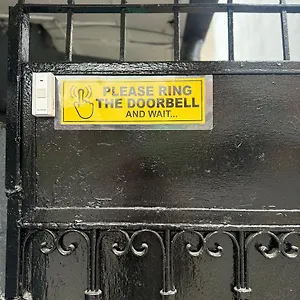 PLEASE RING
THE DOORBELL
AND WAIT...